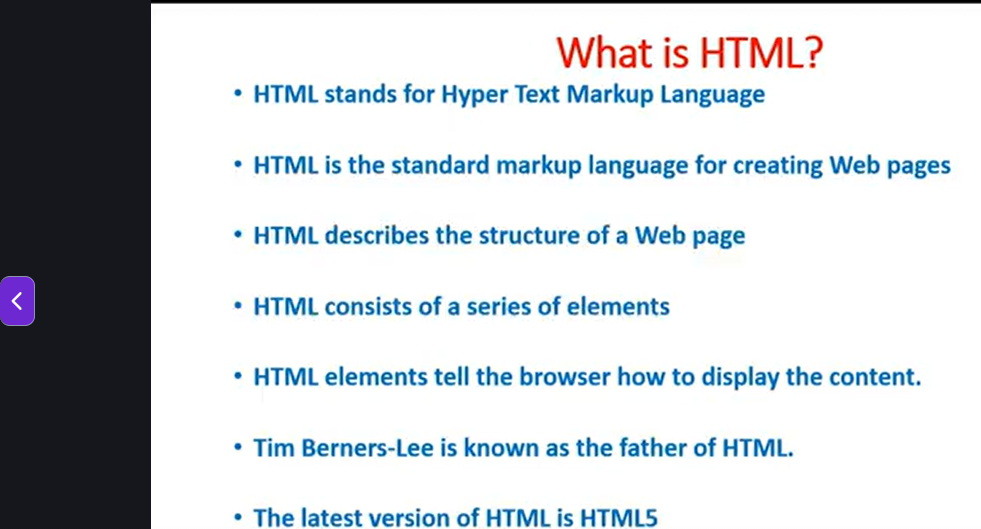 What is HTML?
• HTML stands for Hyper Text Markup Language
• HTML is the standard markup language for creating Web pages
• HTML describes the structure of a Web page
• HTML consists of a series of elements
• HTML elements tell the browser how to display the content.
• Tim Berners-Lee is known as the father of HTML.
• The latest version of HTML is HTML5